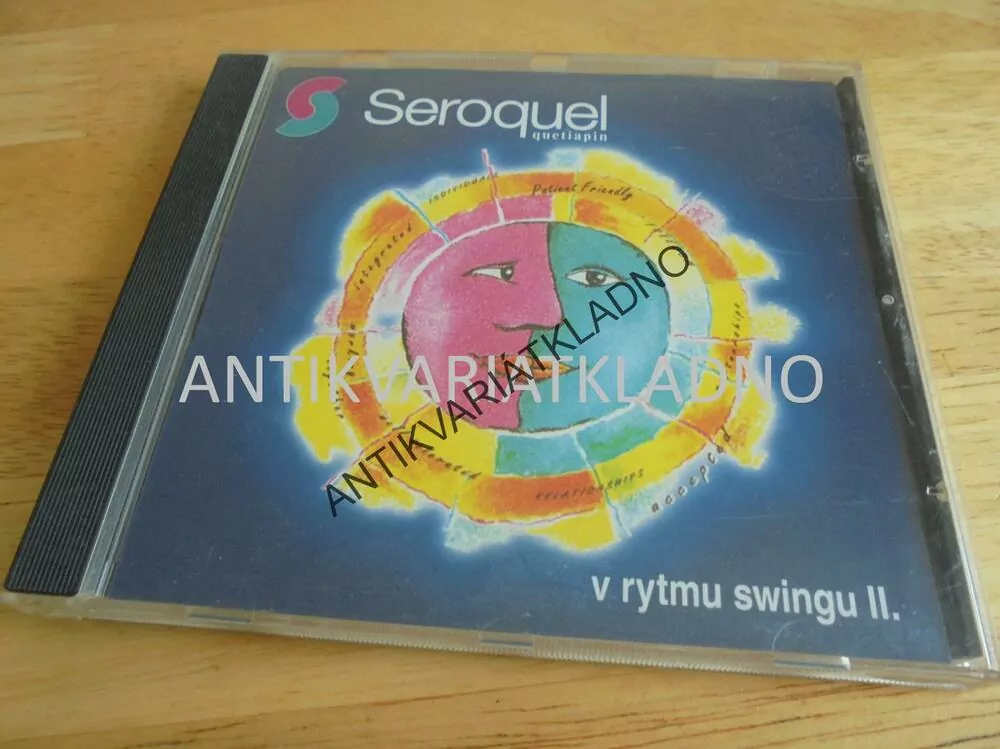 Seroquel
quetiapin
INDIVIDUAL
Patient Friendly
integrated
RELATIONSHIPS
accepted
ANTIKVARIATKLADNO
ANTIKVARIATKLADNO
v rytmu swingu II.